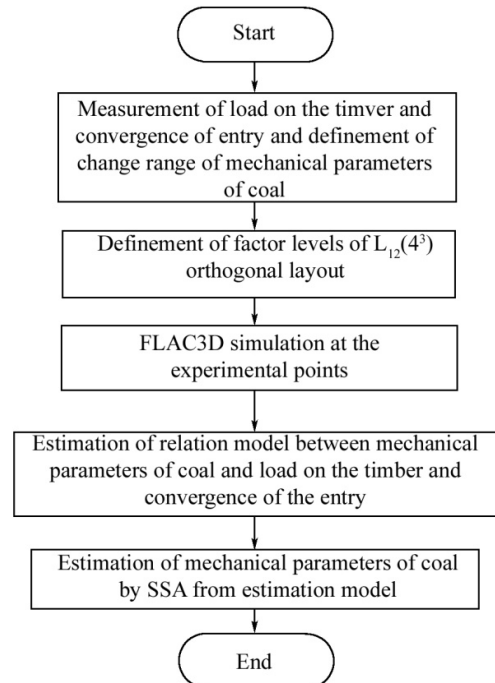 Start
Measurement of load on the timver and
convergence of entry and definement of
change range of mechanical parameters
of coal
Definement of factor levels of L₁₂(4³)
orthogonal layout
FLAC3D simulation at the
experimental points
Estimation of relation model between mechanical
parameters of coal and load on the timber and
convergence of the entry
Estimation of mechanical parameters of coal
by SSA from estimation model
End